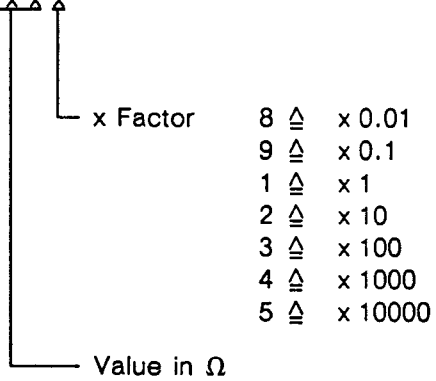 x Factor 8 ≙ x 0.01
9 ≙ x 0.1
1 ≙ x 1
2 ≙ x 10
3 ≙ x 100
4 ≙ x 1000
5 ≙ x 10000
Value in Ω